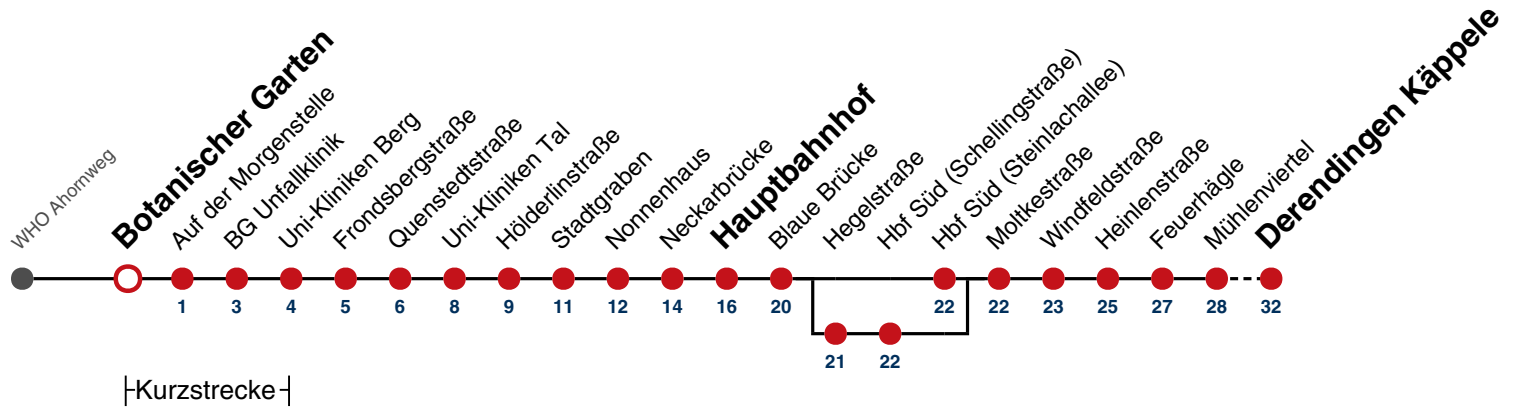 WHO Ahornweg
Botanischer Garten
Auf der Morgenstelle
BG Unfallklinik
Uni-Kliniken Berg
Frondsbergstraße
Quenstedtstraße
Uni-Kliniken Tal
Hölderlinstraße
Stadtgraben
Nonnenhaus
Neckarbrücke
Hauptbahnhof
Blaue Brücke
Hegelstraße
Hbf Süd (Schellingstraße)
Hbf Süd (Steinlachallee)
Moltkestraße
Windfeldstraße
Heinlenstraße
Feuerhägle
Mühlenviertel
Derendingen Käppele
1 3 4 5 6 8 9 11 12 14 16 20 22 22 23 25 27 28 32
21 22
Kurzstrecke